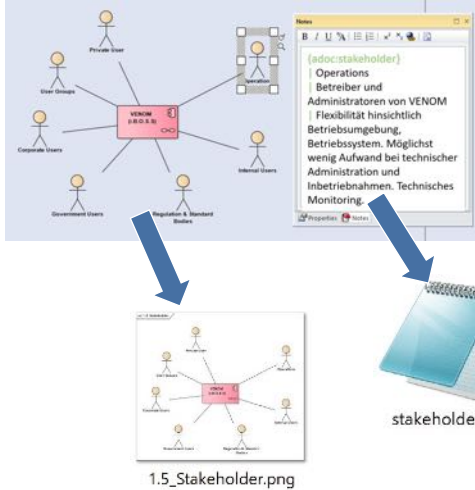 Private User
User Groups
Operation
VENOM
Corporate Users
Internal Users
Government Users
Regulation & Standard
Bodies
Notes
{adoc:stakeholder}
| Operations
| Betreiber und
Administratoren von VENOM
| Flexibilität hinsichtlich
Betriebsumgebung,
Betriebssystem. Möglichst
wenig Aufwand bei technischer
Administration und
Inbetriebnahmen. Technisches
Monitoring.
Properties
Notes
VENOM
1.5_Stakeholder.png
stakeholde